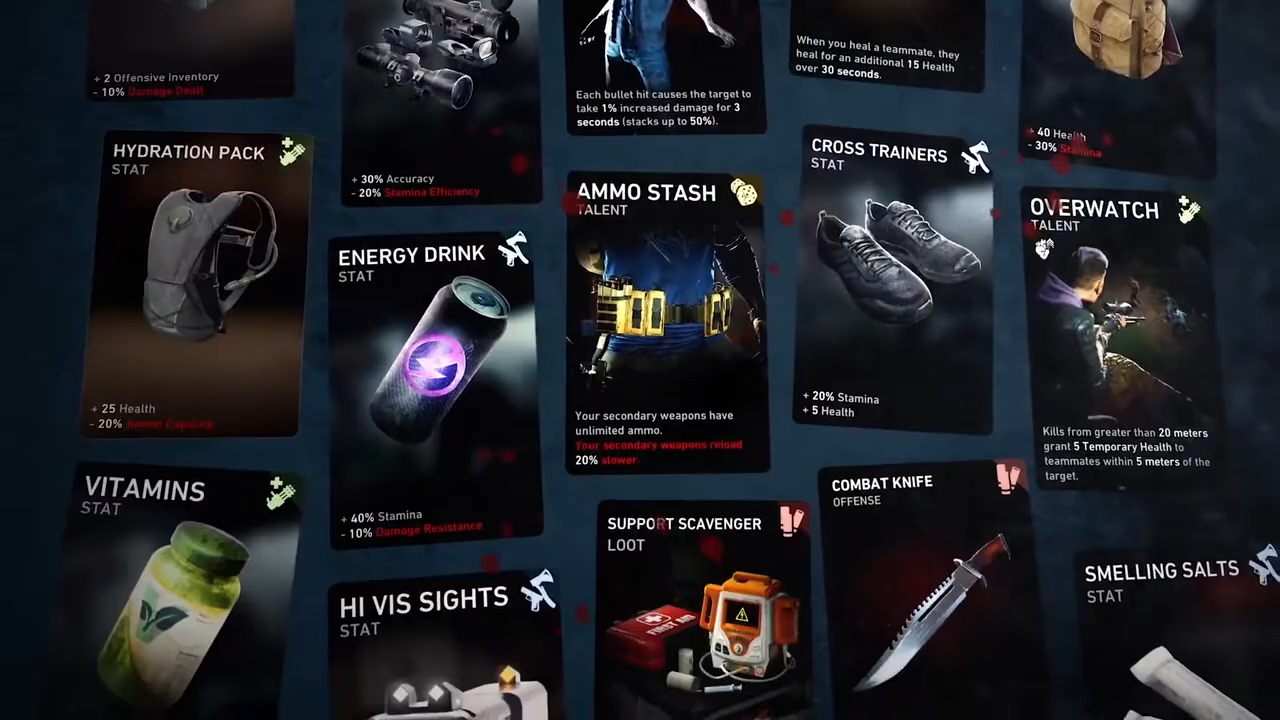 + 2 Offensive Inventory
- 10% Damage Dealt
+ 30% Accuracy
- 20% Stamina Efficiency
Each bullet hit causes the target to
take 1% increased damage for 3
seconds (stacks up to 50%).
When you heal a teammate, they
heal for an additional 15 Health
over 30 seconds.
+ 40 Health
- 30% Stamina
HYDRATION PACK
STAT
+ 25 Health
- 20% Ammo Capacity
ENERGY DRINK
STAT
+ 40% Stamina
- 10% Damage Resistance
AMMO STASH
TALENT
Your secondary weapons have
unlimited ammo.
Your secondary weapons reload
20% slower.
CROSS TRAINERS
STAT
+ 20% Stamina
+ 5 Health
OVERWATCH
TALENT
Kills from greater than 20 meters
grant 5 Temporary Health to
teammates within 5 meters of the
target.
VITAMINS
STAT
HI VIS SIGHTS
STAT
SUPPORT SCAVENGER
LOOT
FIRST AID
COMBAT KNIFE
OFFENSE
SMELLING SALTS
STAT